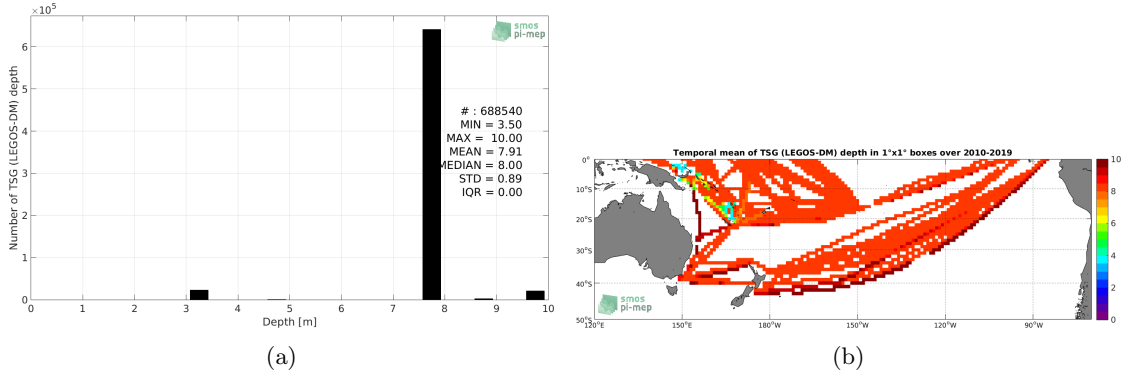 ×10⁵
smos
pi-mep
6
5
4
3
2
1
0
Number of TSG (LEGOS-DM) depth
# : 688540
MIN = 3.50
MAX = 10.00
MEAN = 7.91
MEDIAN = 8.00
STD = 0.89
IQR = 0.00
0 1 2 3 4 5 6 7 8 9 10
Depth [m]
(a)
Temporal mean of TSG (LEGOS-DM) depth in 1°x1° boxes over 2010-2019
0°
10°S
20°S
30°S
40°S
50°S
smos
pi-mep
120°E 150°E 180°W 150°W 120°W 90°W
10
8
6
4
2
0
(b)